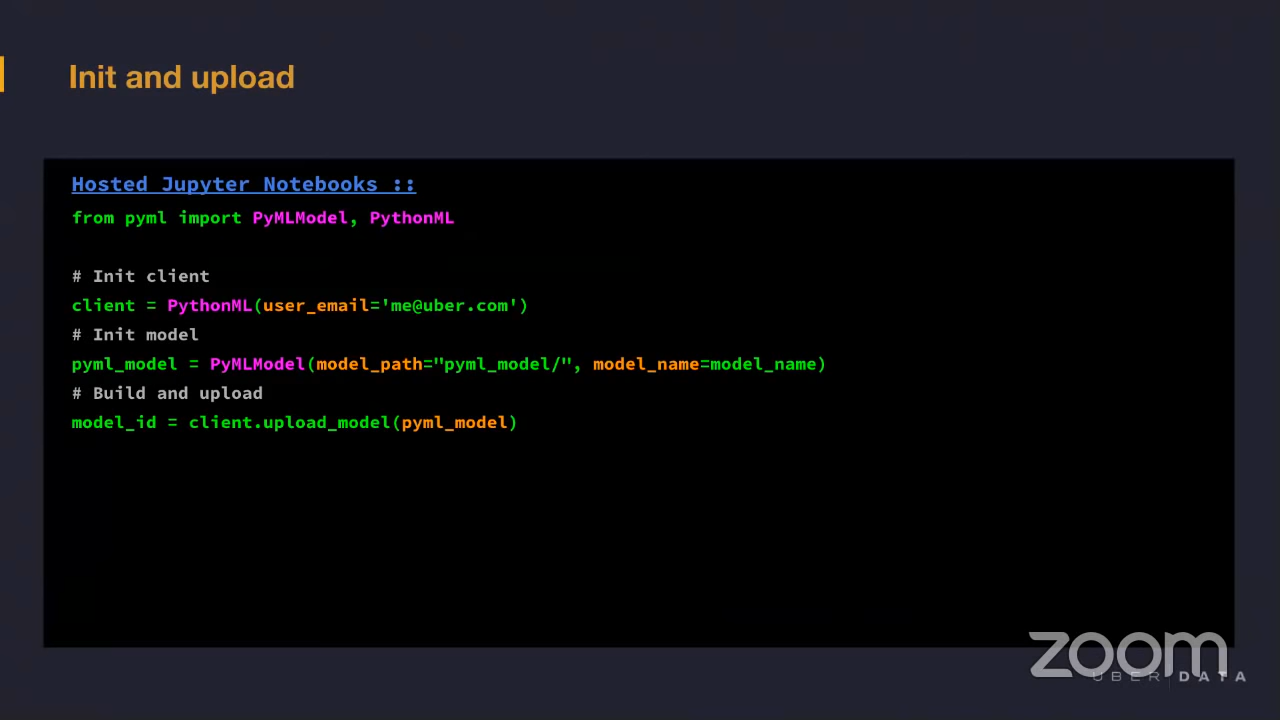 Init and upload
Hosted Jupyter Notebooks ::
from pyml import PyMLModel, PythonML
# Init client
client = PythonML(user_email='me@uber.com')
# Init model
pyml_model = PyMLModel(model_path="pyml_model/", model_name=model_name)
# Build and upload
model_id = client.upload_model(pyml_model)
zoom
UBER DATA